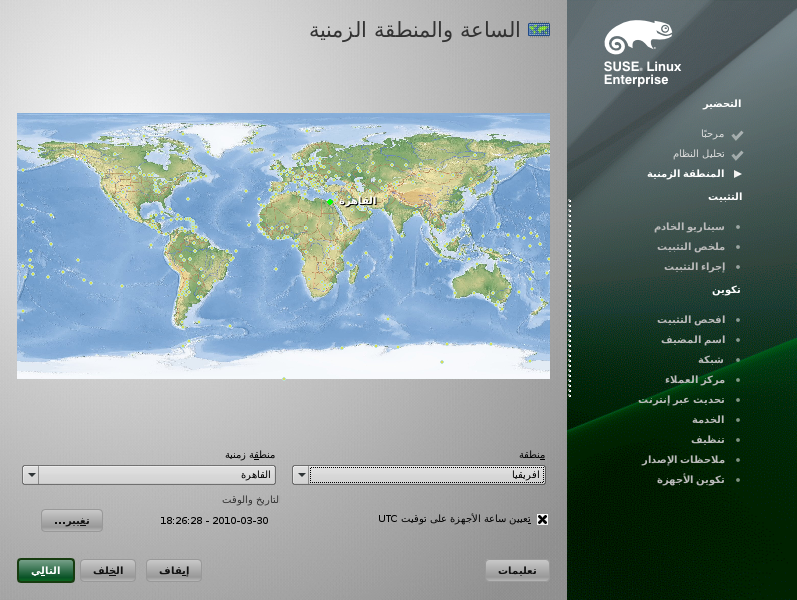 SUSE. Linux
Enterprise
التحضير
مرحبًا
تحليل النظام
المنطقة الزمنية
التثبيت
سيناريو الخادم
ملخص التثبيت
إجراء التثبيت
تكوين
افحص التثبيت
اسم المضيف
شبكة
مركز العملاء
تحديث عبر إنترنت
الخدمة
تنظيف
ملاحظات الإصدار
تكوين الأجهزة
الساعة والمنطقة الزمنية
القاهرة
منطقة
افريقيا
منطقة زمنية
القاهرة
تعيين ساعة الأجهزة على توقيت UTC
لتاريخ والوقت
2010-03-30 - 18:26:28
تغيير...
تعليمات
إيقاف
الخلف
التالي